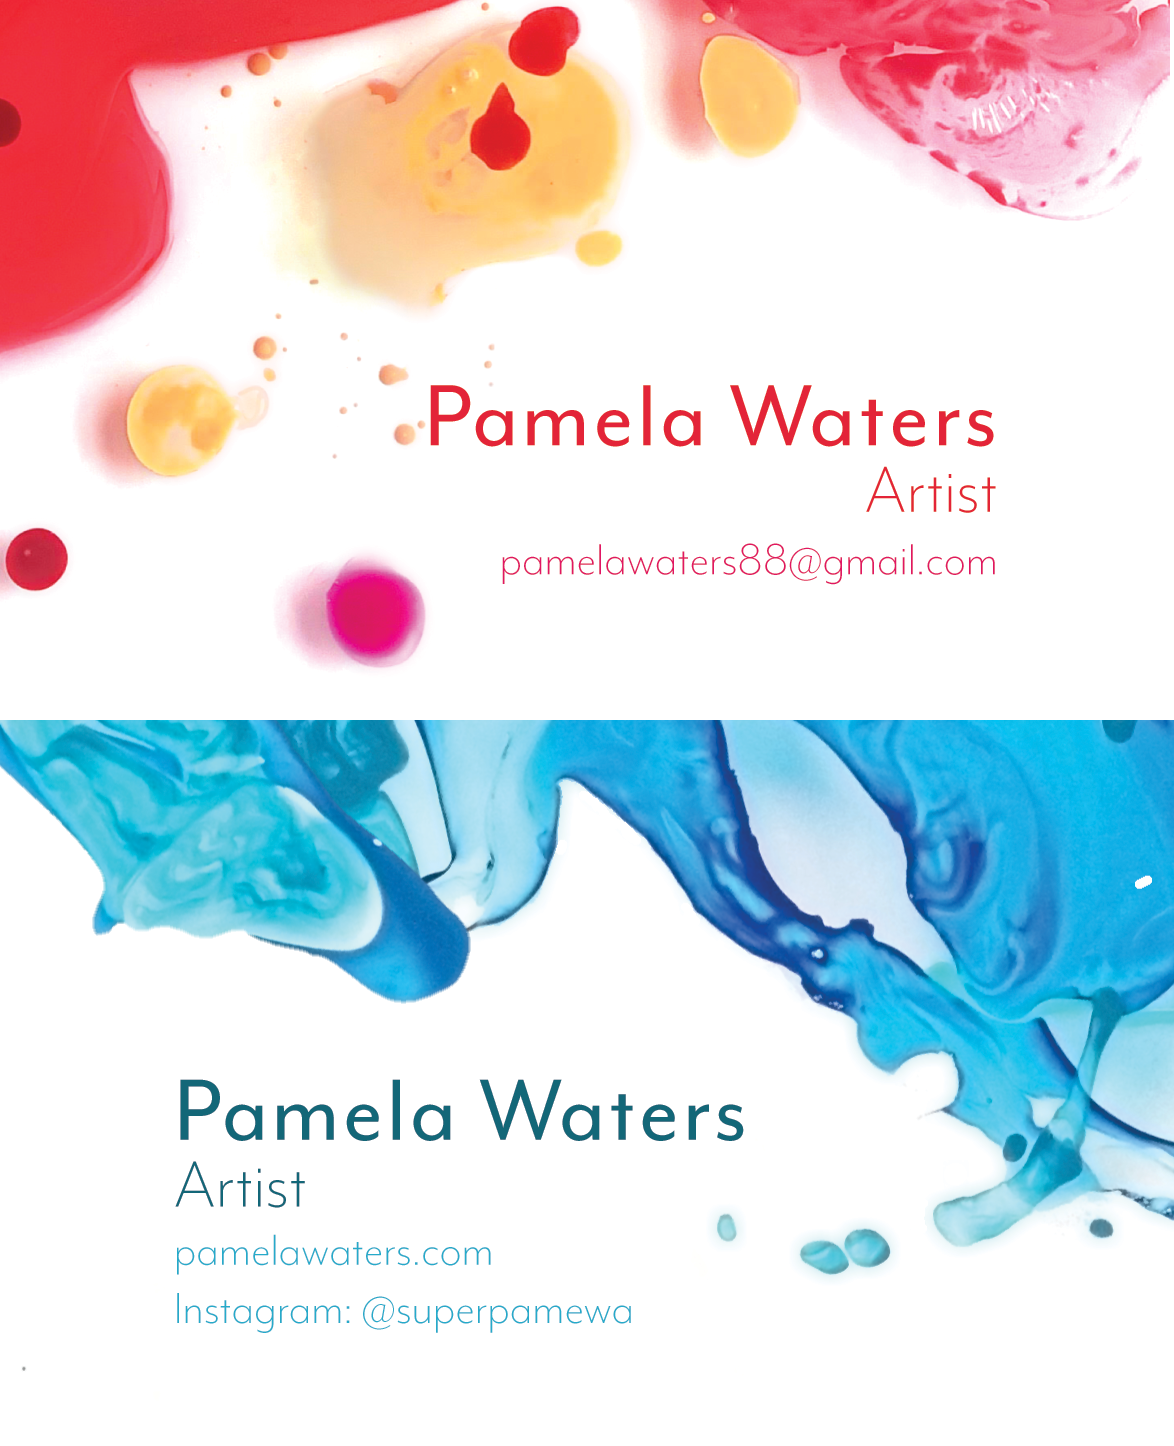 Pamela Waters
Artist
pamelawaters88@gmail.com
Pamela Waters
Artist
pamelawaters.com
Instagram: @superpamewa